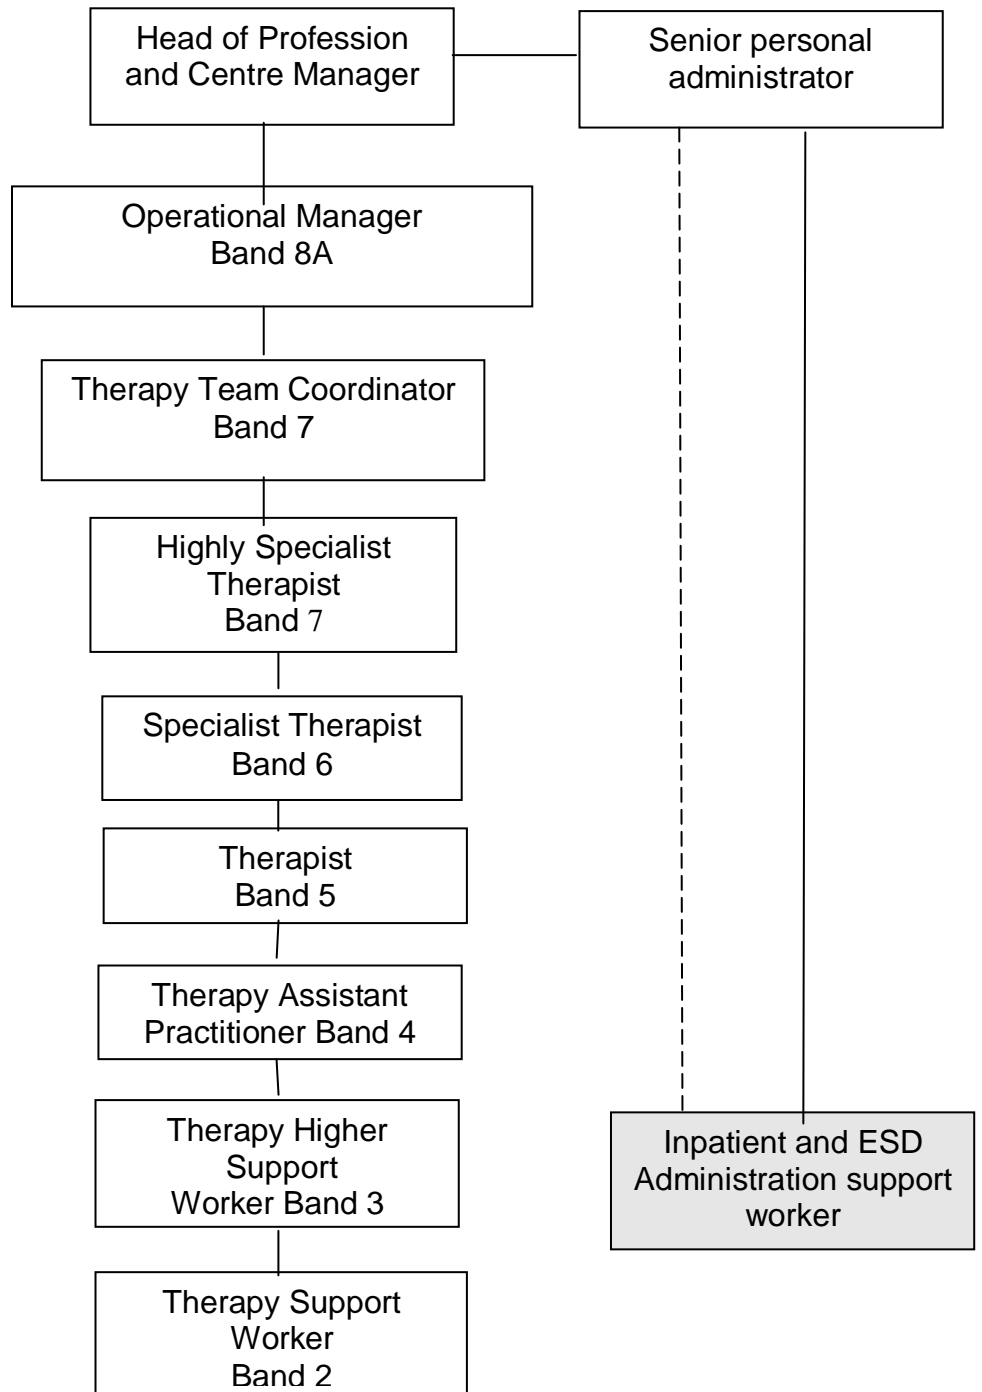 Head of Profession
and Centre Manager
Senior personal
administrator
Operational Manager
Band 8A
Therapy Team Coordinator
Band 7
Highly Specialist
Therapist
Band 7
Specialist Therapist
Band 6
Therapist
Band 5
Therapy Assistant
Practitioner Band 4
Therapy Higher
Support
Worker Band 3
Inpatient and ESD
Administration support
worker
Therapy Support
Worker
Band 2